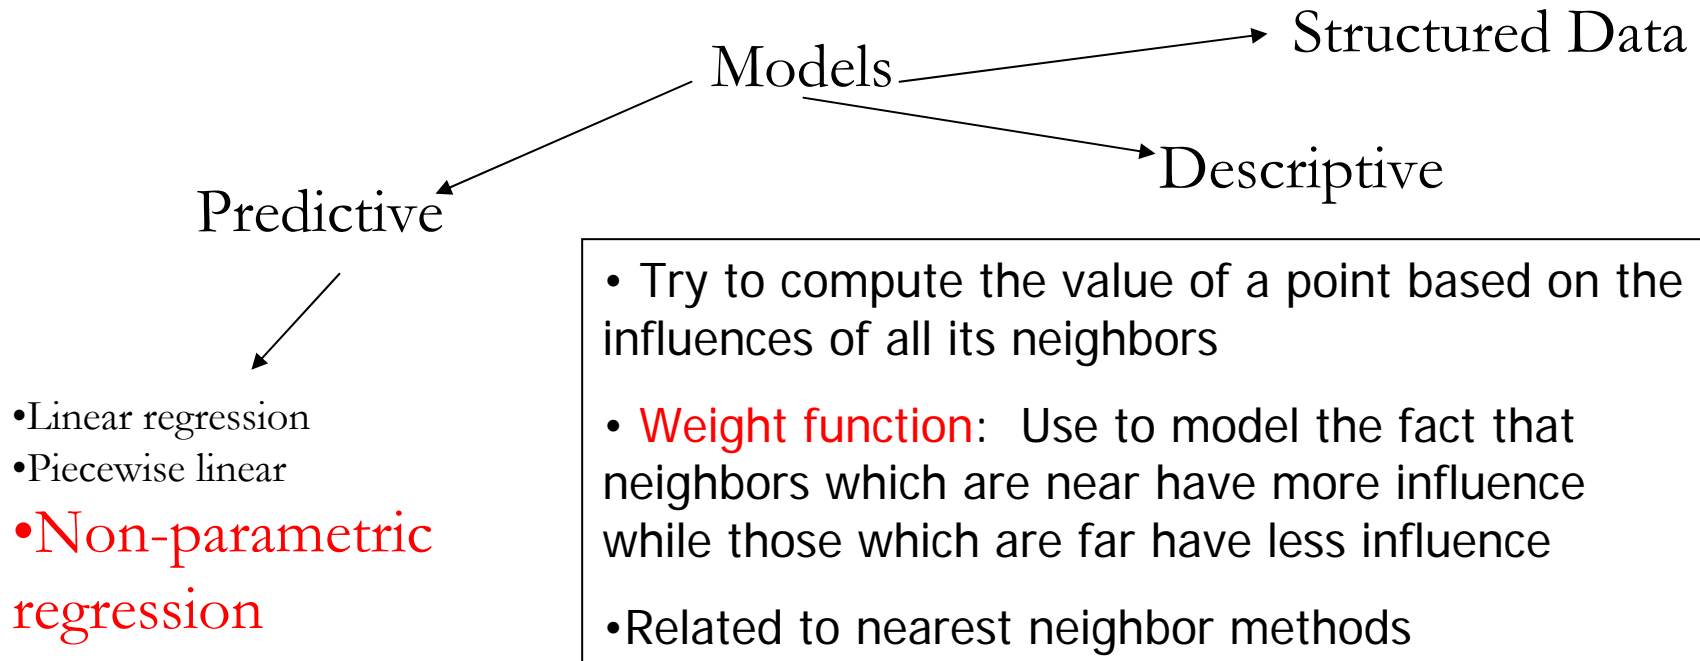 Models
Structured Data
Descriptive
Predictive
•Linear regression
•Piecewise linear
•Non-parametric
regression
• Try to compute the value of a point based on the
influences of all its neighbors
• Weight function: Use to model the fact that
neighbors which are near have more influence
while those which are far have less influence
•Related to nearest neighbor methods